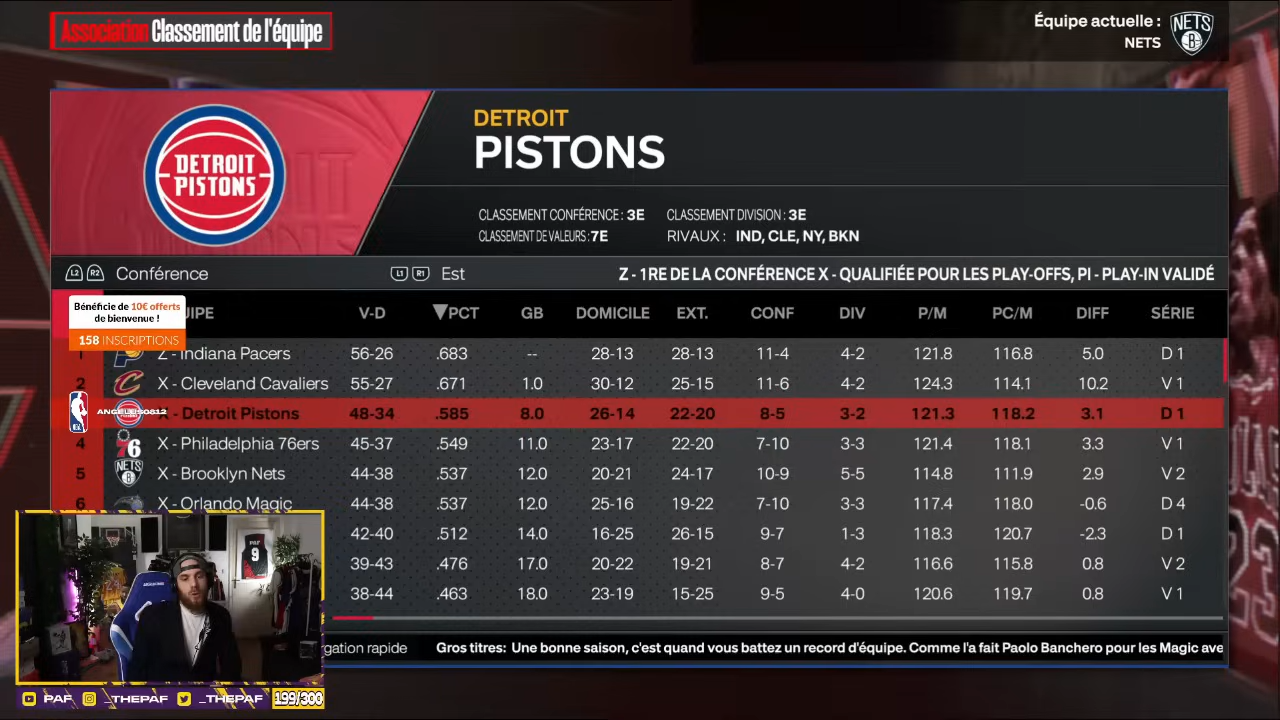 Association Classement de l'équipe
Équipe actuelle :
NETS
NETS
B
DETROIT
PISTONS
DETROIT
PISTONS
CLASSEMENT CONFÉRENCE : 3E CLASSEMENT DIVISION : 3E
CLASSEMENT DE VALEURS : 7E RIVAUX : IND, CLE, NY, BKN
L2 R2 Conférence L1 R1 Est Z - 1RE DE LA CONFÉRENCE X - QUALIFIÉE POUR LES PLAY-OFFS, PI - PLAY-IN VALIDÉ
Bénéficie de 10€ offerts
de bienvenue !
158 INSCRIPTIONS
UIPE V-D ▼PCT GB DOMICILE EXT. CONF DIV P/M PC/M DIFF SÉRIE
1 Z - Indiana Pacers 56-26 .683 -- 28-13 28-13 11-4 4-2 121.8 116.8 5.0 D 1
2 X - Cleveland Cavaliers 55-27 .671 1.0 30-12 25-15 11-6 4-2 124.3 114.1 10.2 V 1
ANGELEIS0812 X - Detroit Pistons 48-34 .585 8.0 26-14 22-20 8-5 3-2 121.3 118.2 3.1 D 1
4 X - Philadelphia 76ers 45-37 .549 11.0 23-17 22-20 7-10 3-3 121.4 118.1 3.3 V 1
5 NETS X - Brooklyn Nets 44-38 .537 12.0 20-21 24-17 10-9 5-5 114.8 111.9 2.9 V 2
6 X - Orlando Magic 44-38 .537 12.0 25-16 19-22 7-10 3-3 117.4 118.0 -0.6 D 4
42-40 .512 14.0 16-25 26-15 9-7 1-3 118.3 120.7 -2.3 D 1
39-43 .476 17.0 20-22 19-21 8-7 4-2 116.6 115.8 0.8 V 2
38-44 .463 18.0 23-19 15-25 9-5 4-0 120.6 119.7 0.8 V 1
gation rapide Gros titres: Une bonne saison, c'est quand vous battez un record d'équipe. Comme l'a fait Paolo Banchero pour les Magic ave
PAF
9
PAF _THEPAF _THEPAF 199/300
23